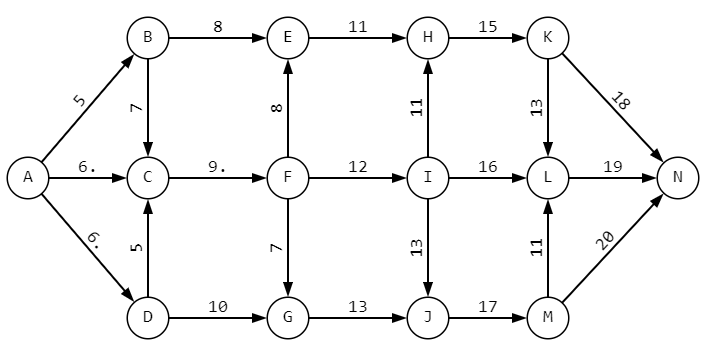 B 8 E 11 H 15 K
5 7 8 11 13 18
A 6. C 9. F 12 I 16 L 19 N
6. 5 7 13 11 20
D 10 G 13 J 17 M